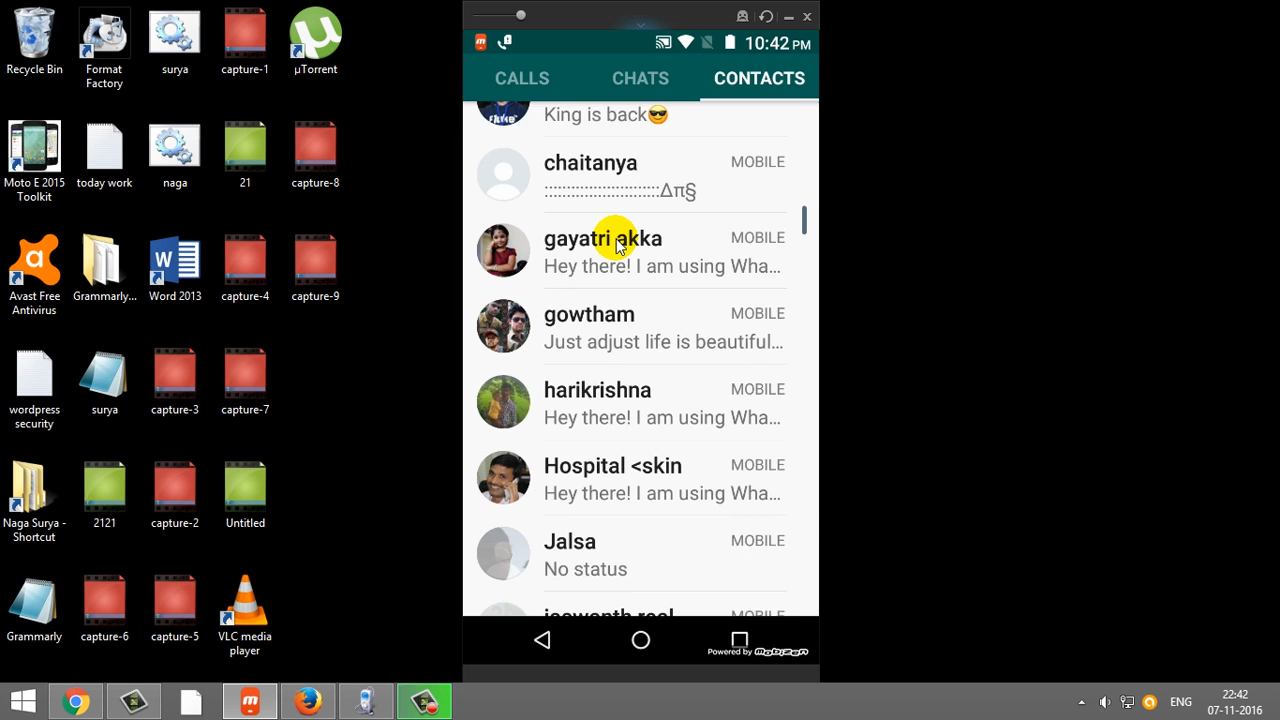 Recycle Bin
Format
Factory
surya
capture-1
µTorrent
Moto E 2015
Toolkit
today work
naga
21
capture-8
Avast Free
Antivirus
Grammarly...
Word 2013
capture-4
capture-9
wordpress
security
surya
capture-3
capture-7
Naga Surya -
Shortcut
2121
capture-2
Untitled
Grammarly
capture-6
capture-5
VLC media
player
10:42 PM
CALLS CHATS CONTACTS
King is back😎
chaitanya MOBILE
::::::::::::::::::::::::::Δπ§
gayatri akka MOBILE
Hey there! I am using Wha...
gowtham MOBILE
Just adjust life is beautiful...
harikrishna MOBILE
Hey there! I am using Wha...
Hospital <skin MOBILE
Hey there! I am using Wha...
Jalsa MOBILE
No status
MOBILE
Powered by mobizen
ENG
22:42
07-11-2016